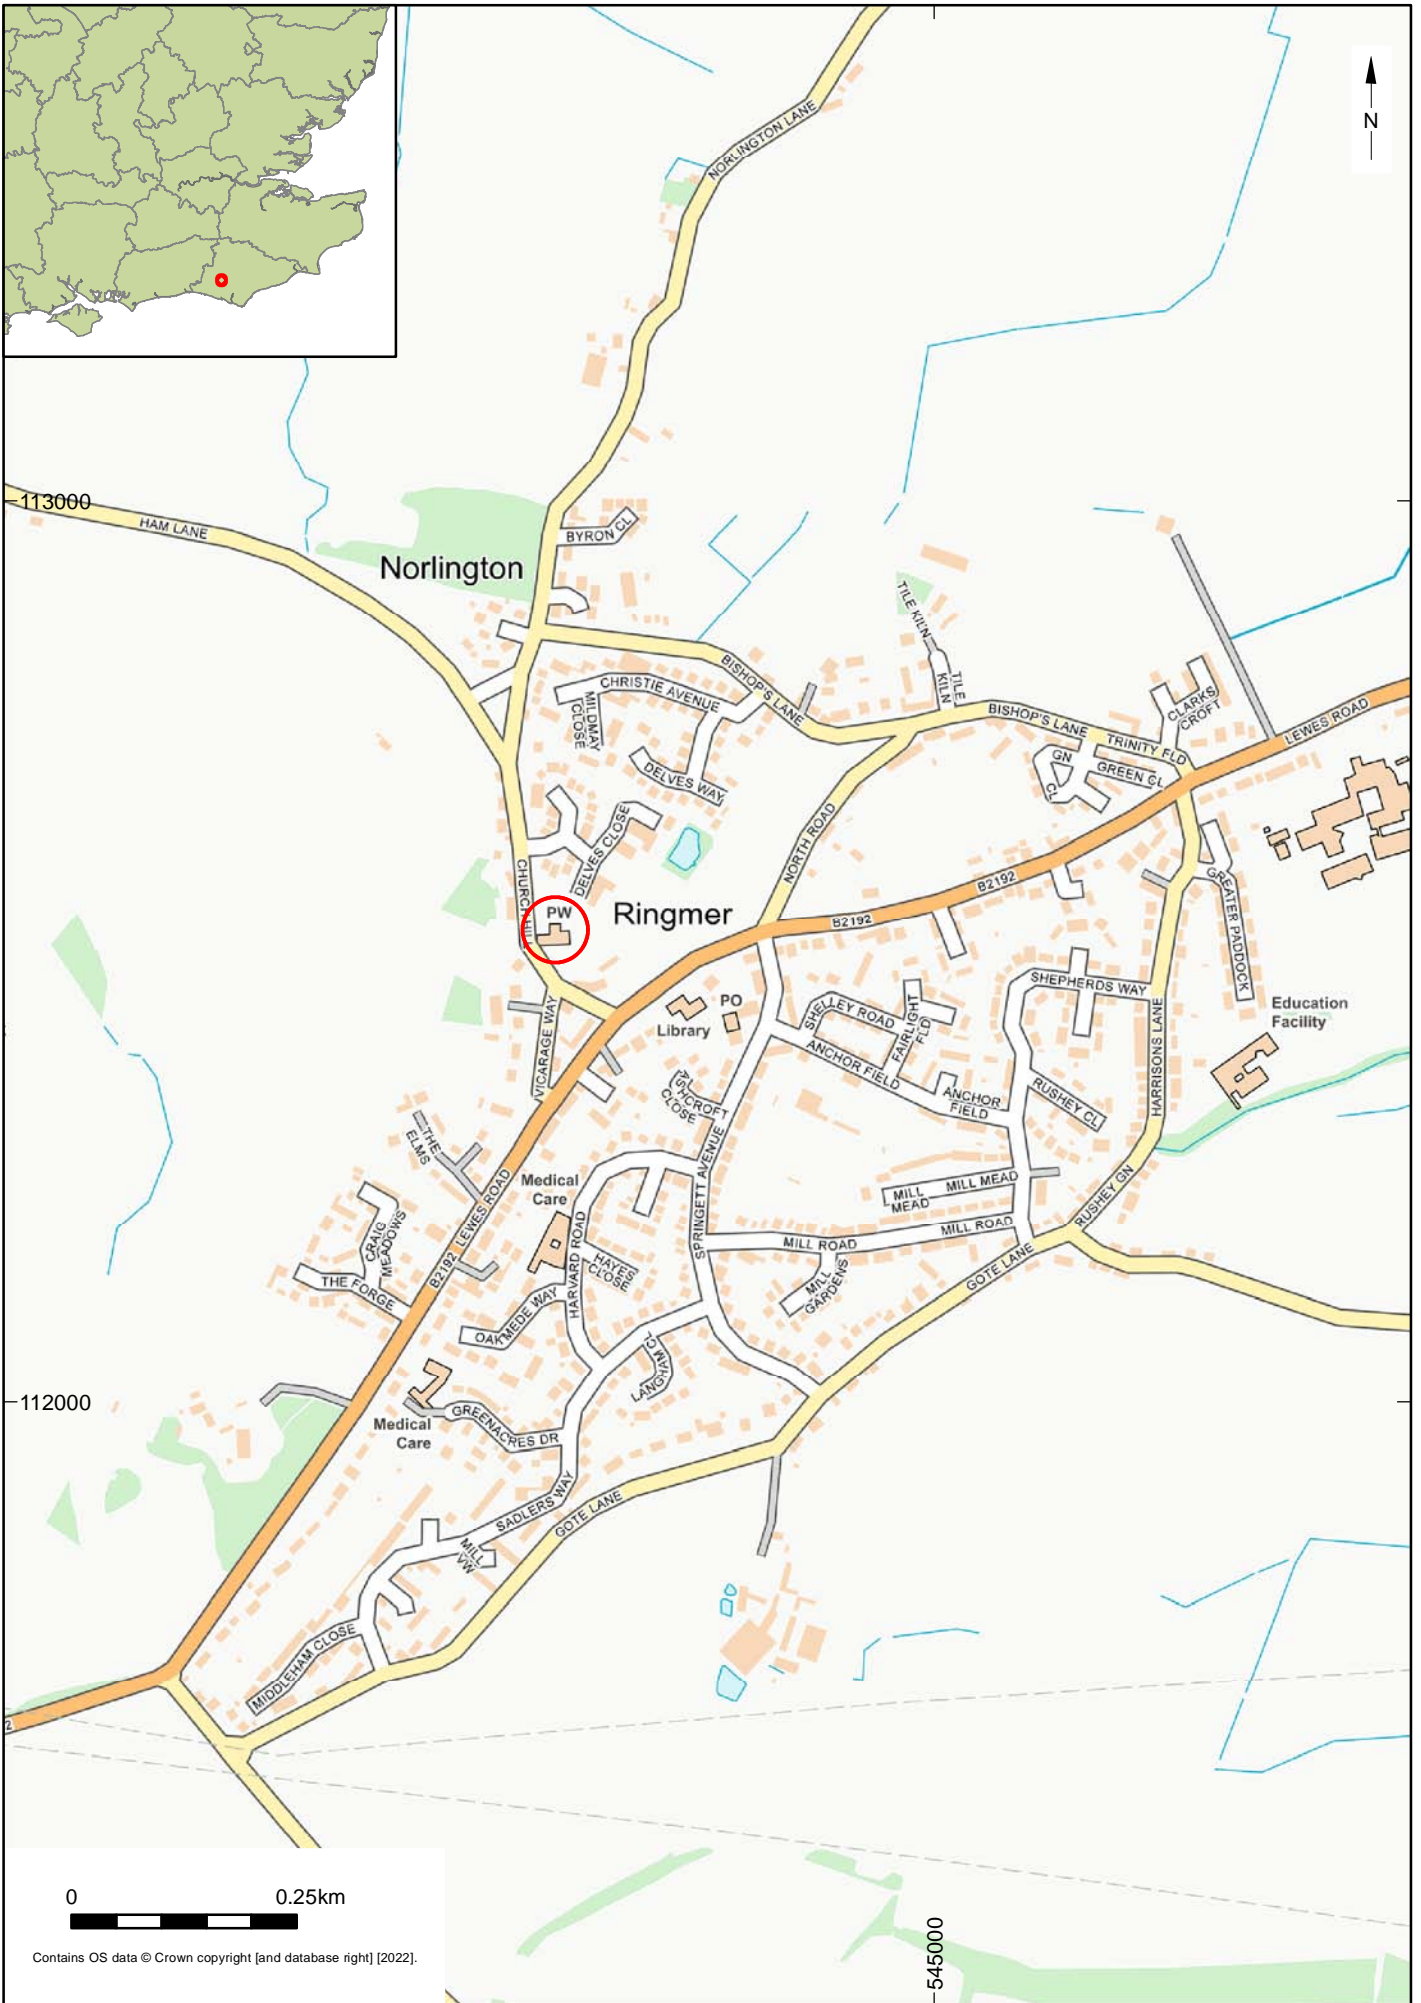 N
NORLINGTON LANE
113000
HAM LANE
BYRON CL
Norlington
TILE KILN
TILE
KILN
BISHOP'S LANE
CHRISTIE AVENUE
MILDMAY
CLOSE
BISHOP'S LANE
TRINITY FLD
CLARKS
CROFT
LEWES ROAD
DELVES WAY
GN
CL
GREEN CL
DELVES CLOSE
NORTH ROAD
CHURCH HILL
PW
Ringmer
B2192
B2192
GREATER PADDOCK
SHEPHERDS WAY
VICARAGE WAY
Library
PO
SHELLEY ROAD
FAIRLIGHT
FLD
Education
Facility
ANCHOR FIELD
ANCHOR
FIELD
RUSHEY CL
HARRISONS LANE
ASHCROFT
CLOSE
THE
ELMS
SPRINGETT AVENUE
Medical
Care
LEWES ROAD
B2192
MILL
MEAD
MILL MEAD
RUSHEY GN
MILL ROAD
MILL ROAD
CRAIG
MEADOWS
THE FORGE
HARVARD ROAD
HAYES
CLOSE
MILL
GARDENS
GOTE LANE
OAKMEDE WAY
LANGHAM CL
112000
Medical
Care
GREENACRES DR
SADLERS WAY
GOTE LANE
MILL
VW
MIDDLEHAM CLOSE
2
0
0.25km
Contains OS data © Crown copyright [and database right] [2022].
545000